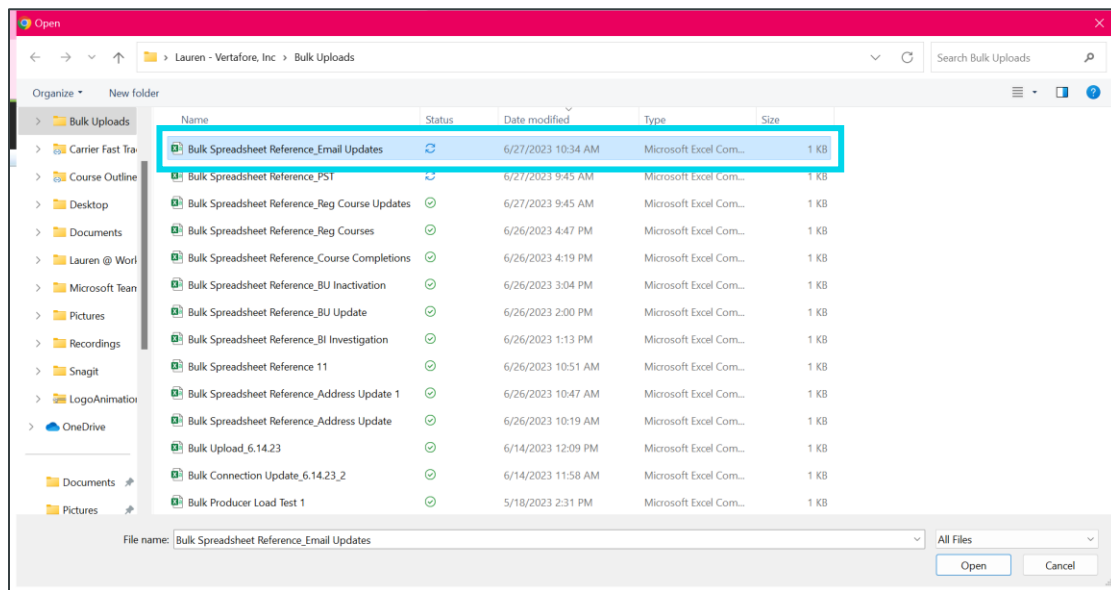 Open
Lauren - Vertafore, Inc > Bulk Uploads
Search Bulk Uploads
Organize
New folder
Name Status Date modified Type Size
Bulk Uploads
Carrier Fast Tra
Course Outline
Desktop
Documents
Lauren @ Work
Microsoft Team
Pictures
Recordings
Snagit
LogoAnimation
OneDrive
Documents
Pictures
Bulk Spreadsheet Reference_Email Updates 6/27/2023 10:34 AM Microsoft Excel Com... 1 KB
Bulk Spreadsheet Reference_PST 6/27/2023 9:45 AM Microsoft Excel Com... 1 KB
Bulk Spreadsheet Reference_Reg Course Updates 6/27/2023 9:45 AM Microsoft Excel Com... 1 KB
Bulk Spreadsheet Reference_Reg Courses 6/26/2023 4:47 PM Microsoft Excel Com... 1 KB
Bulk Spreadsheet Reference_Course Completions 6/26/2023 4:19 PM Microsoft Excel Com... 1 KB
Bulk Spreadsheet Reference_BU Inactivation 6/26/2023 3:04 PM Microsoft Excel Com... 1 KB
Bulk Spreadsheet Reference_BU Update 6/26/2023 2:00 PM Microsoft Excel Com... 1 KB
Bulk Spreadsheet Reference_BI Investigation 6/26/2023 1:13 PM Microsoft Excel Com... 1 KB
Bulk Spreadsheet Reference 11 6/26/2023 10:51 AM Microsoft Excel Com... 1 KB
Bulk Spreadsheet Reference_Address Update 1 6/26/2023 10:47 AM Microsoft Excel Com... 1 KB
Bulk Spreadsheet Reference_Address Update 6/26/2023 10:19 AM Microsoft Excel Com... 1 KB
Bulk Upload_6.14.23 6/14/2023 12:09 PM Microsoft Excel Com... 1 KB
Bulk Connection Update_6.14.23_2 6/14/2023 11:58 AM Microsoft Excel Com... 1 KB
Bulk Producer Load Test 1 5/18/2023 2:31 PM Microsoft Excel Com... 1 KB
File name: Bulk Spreadsheet Reference_Email Updates
All Files
Open Cancel